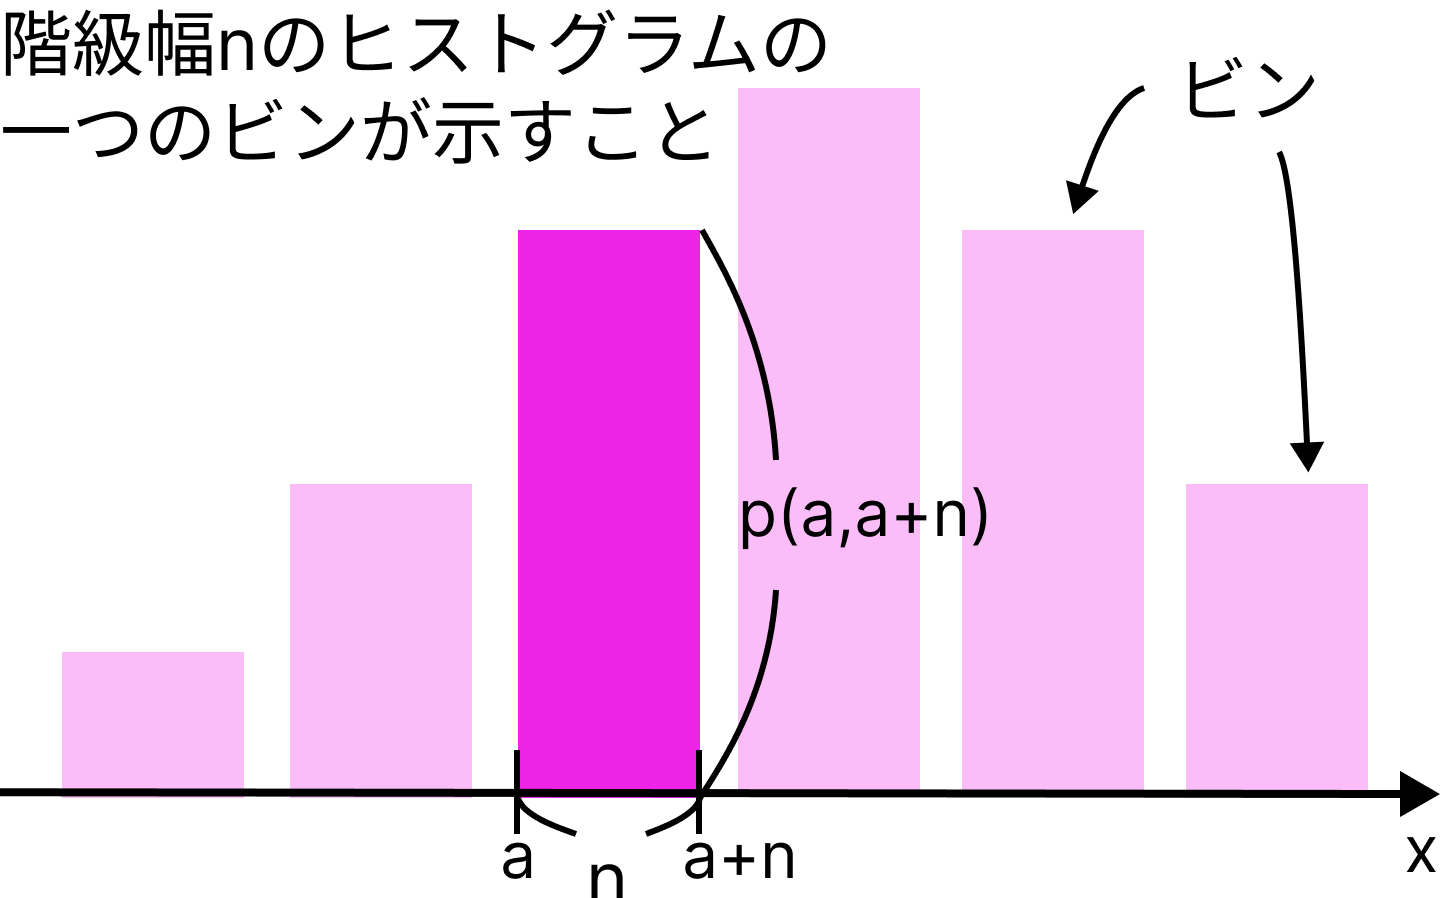 階級幅nのヒストグラムの
一つのビンが示すこと
ビン
p(a,a+n)
a
n
a+n
x